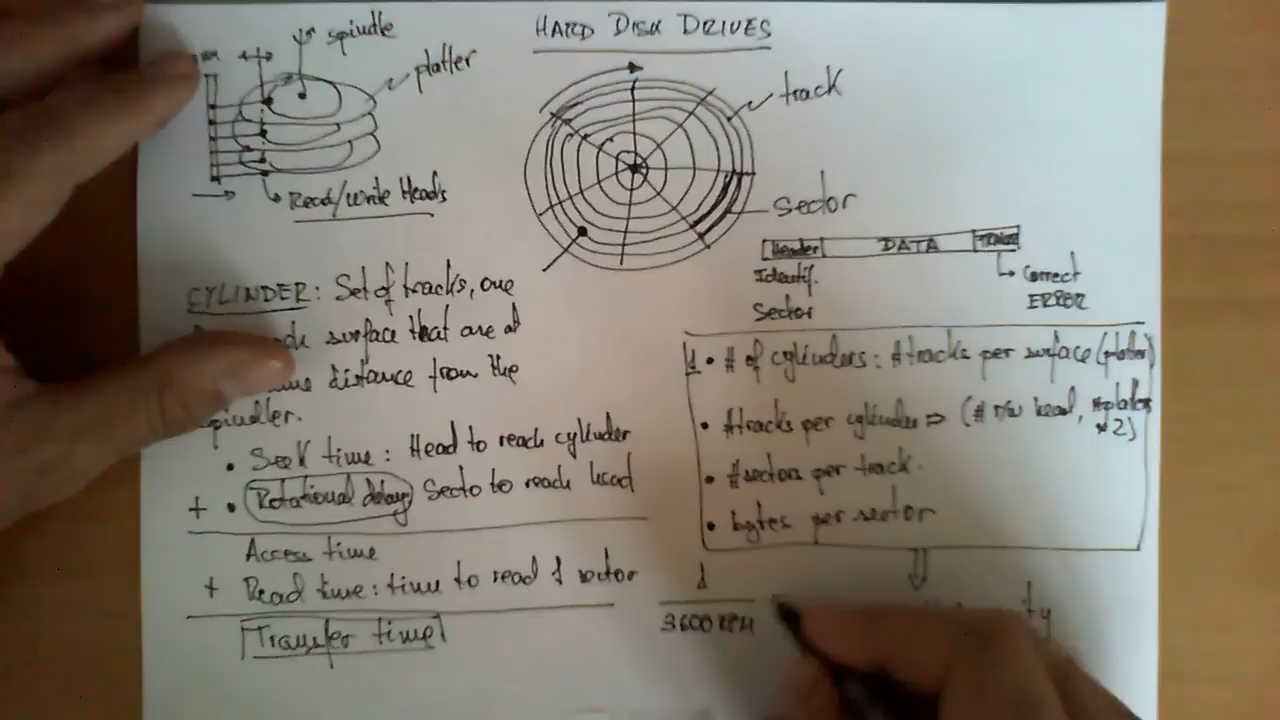 HARD DISK DRIVES
spindle
platter
track
Read/Write Heads
Sector
Header DATA
Identif.
Sector
Correct
ERROR
CYLINDER: Set of tracks, one
surface that are at
distance from the
spindler.
• Seek time: Head to reach cylinder
+ • Rotational delay Secto to reach head
Access time
+ Read time: time to read 1 sector
Transfer time
• # of cylinders: #tracks per surface (platter)
• #tracks per cylinder ⇒ (# r/w head, #plates
*2)
• #sectors per track.
• bytes per sector
1
3600 RPM